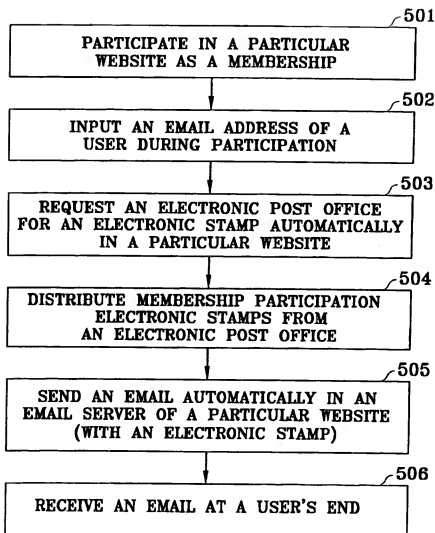 501
PARTICIPATE IN A PARTICULAR
WEBSITE AS A MEMBERSHIP
502
INPUT AN EMAIL ADDRESS OF A
USER DURING PARTICIPATION
503
REQUEST AN ELECTRONIC POST OFFICE
FOR AN ELECTRONIC STAMP AUTOMATICALLY
IN A PARTICULAR WEBSITE
504
DISTRIBUTE MEMBERSHIP PARTICIPATION
ELECTRONIC STAMPS FROM
AN ELECTRONIC POST OFFICE
505
SEND AN EMAIL AUTOMATICALLY IN AN
EMAIL SERVER OF A PARTICULAR WEBSITE
(WITH AN ELECTRONIC STAMP)
506
RECEIVE AN EMAIL AT A USER'S END